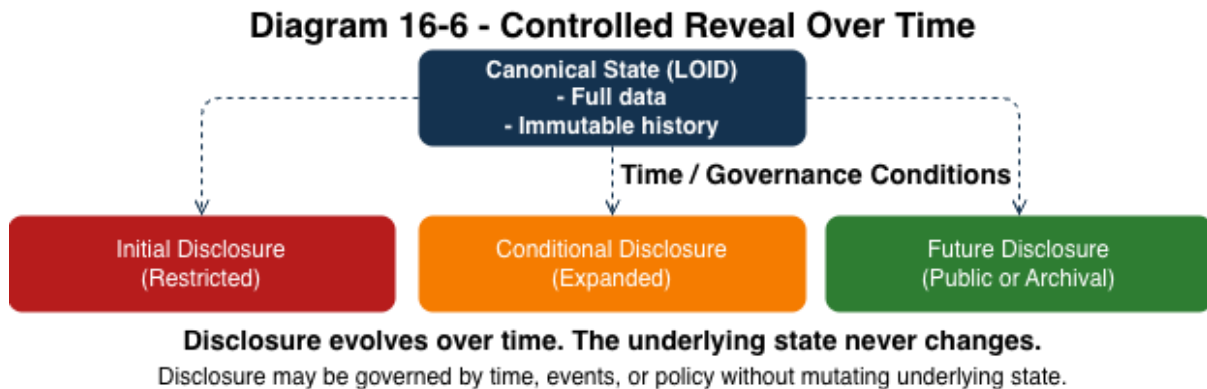 Diagram 16-6 - Controlled Reveal Over Time
Canonical State (LOID)
- Full data
- Immutable history
Time / Governance Conditions
Initial Disclosure
(Restricted)
Conditional Disclosure
(Expanded)
Future Disclosure
(Public or Archival)
Disclosure evolves over time. The underlying state never changes.
Disclosure may be governed by time, events, or policy without mutating underlying state.